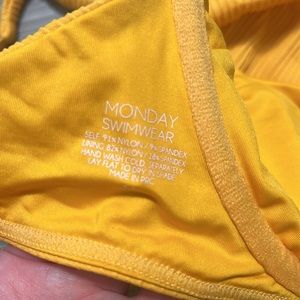 MONDAY
SWIMWEAR
SELF: 91% NYLON / 9% SPANDEX
LINING: 82% NYLON / 18% SPANDEX
HAND WASH COLD, SEPARATELY
LAY FLAT TO DRY IN SHADE
MADE IN PRC